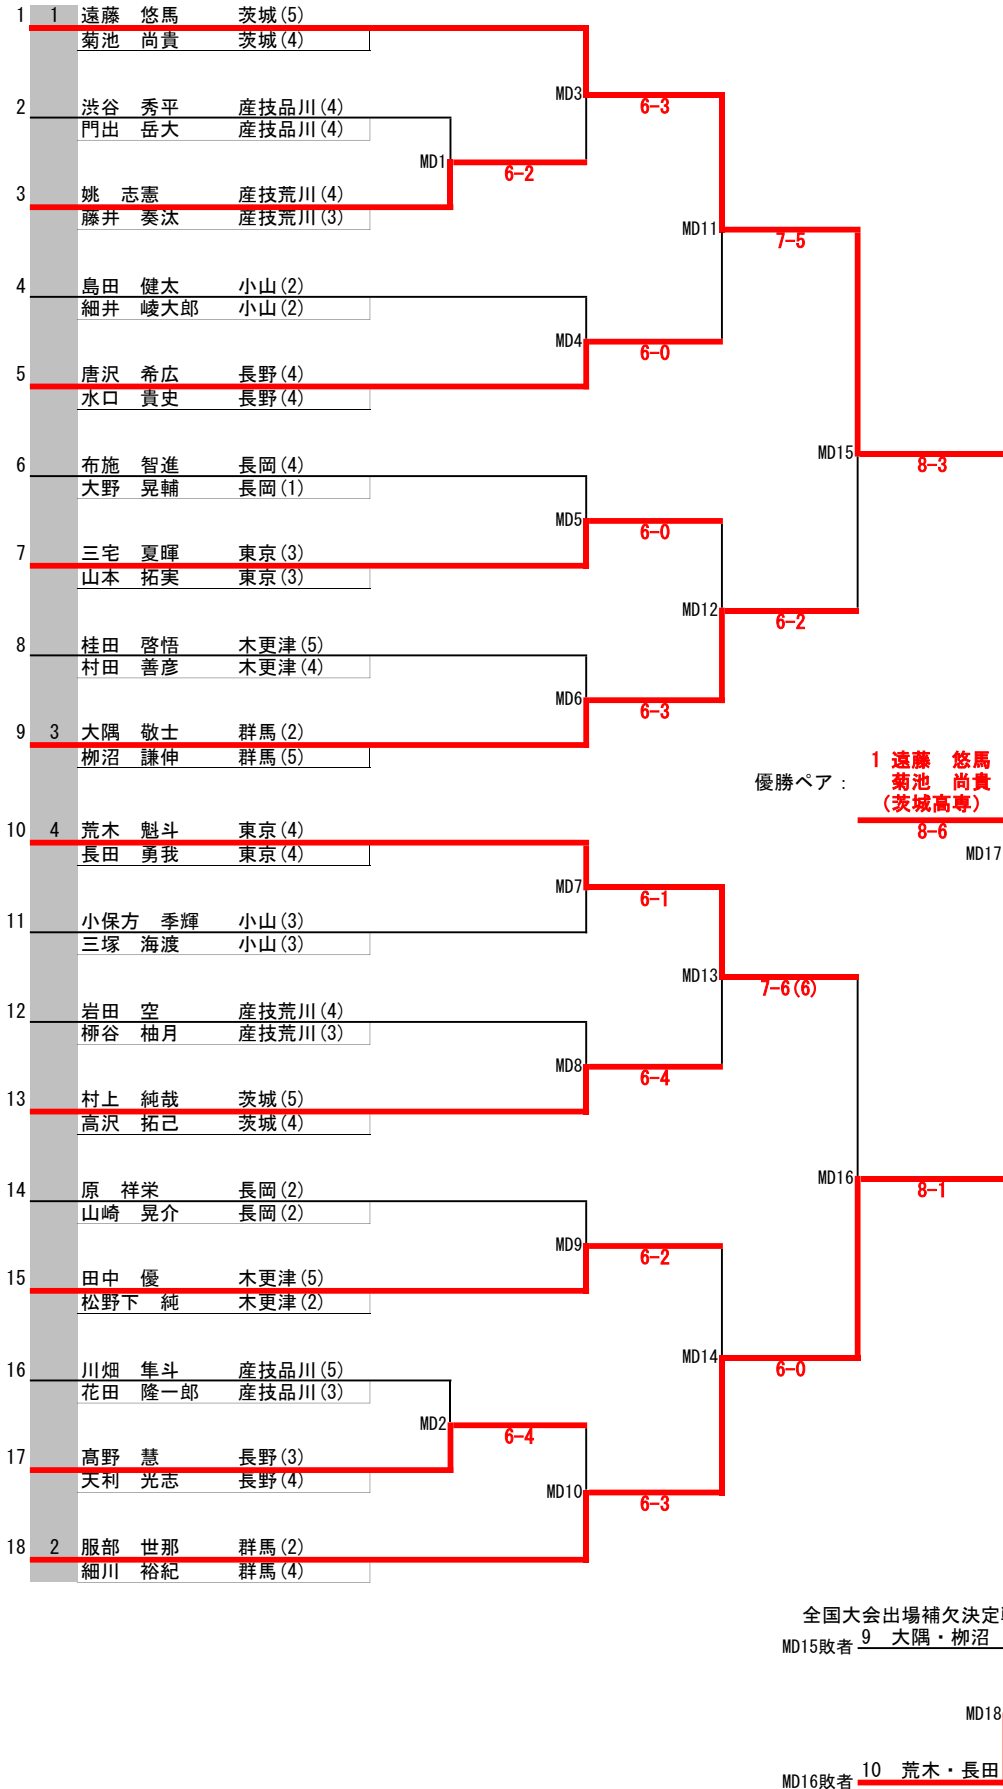 1 1 遠藤 悠馬 茨城(5)
菊池 尚貴 茨城(4)
MD3
6-3
2 渋谷 秀平 産技品川(4)
門出 岳大 産技品川(4)
MD1
6-2
3 姚 志憲 産技荒川(4)
藤井 奏汰 産技荒川(3)
MD11
7-5
4 島田 健太 小山(2)
細井 崚大郎 小山(2)
MD4
6-0
5 唐沢 希広 長野(4)
水口 貴史 長野(4)
MD15
8-3
6 布施 智進 長岡(4)
大野 晃輔 長岡(1)
MD5
6-0
7 三宅 夏暉 東京(3)
山本 拓実 東京(3)
MD12
6-2
8 桂田 啓悟 木更津(5)
村田 善彦 木更津(4)
MD6
6-3
9 3 大隅 敬士 群馬(2)
栁沼 謙伸 群馬(5)
優勝ペア：
1 遠藤 悠馬
菊池 尚貴
(茨城高専)
8-6
MD17
10 4 荒木 魁斗 東京(4)
長田 勇我 東京(4)
MD7
6-1
11 小保方 季輝 小山(3)
三塚 海渡 小山(3)
MD13
7-6(6)
12 岩田 空 産技荒川(4)
栁谷 柚月 産技荒川(3)
MD8
6-4
13 村上 純哉 茨城(5)
高沢 拓己 茨城(4)
MD16
8-1
14 原 祥栄 長岡(2)
山崎 晃介 長岡(2)
MD9
6-2
15 田中 優 木更津(5)
松野下 純 木更津(2)
MD14
6-0
16 川畑 隼斗 産技品川(5)
花田 隆一郎 産技品川(3)
MD2
6-4
17 髙野 慧 長野(3)
天利 光志 長野(4)
MD10
6-3
18 2 服部 世那 群馬(2)
細川 裕紀 群馬(4)
全国大会出場補欠決定
MD15敗者 9 大隅・栁沼
MD18
MD16敗者 10 荒木・長田